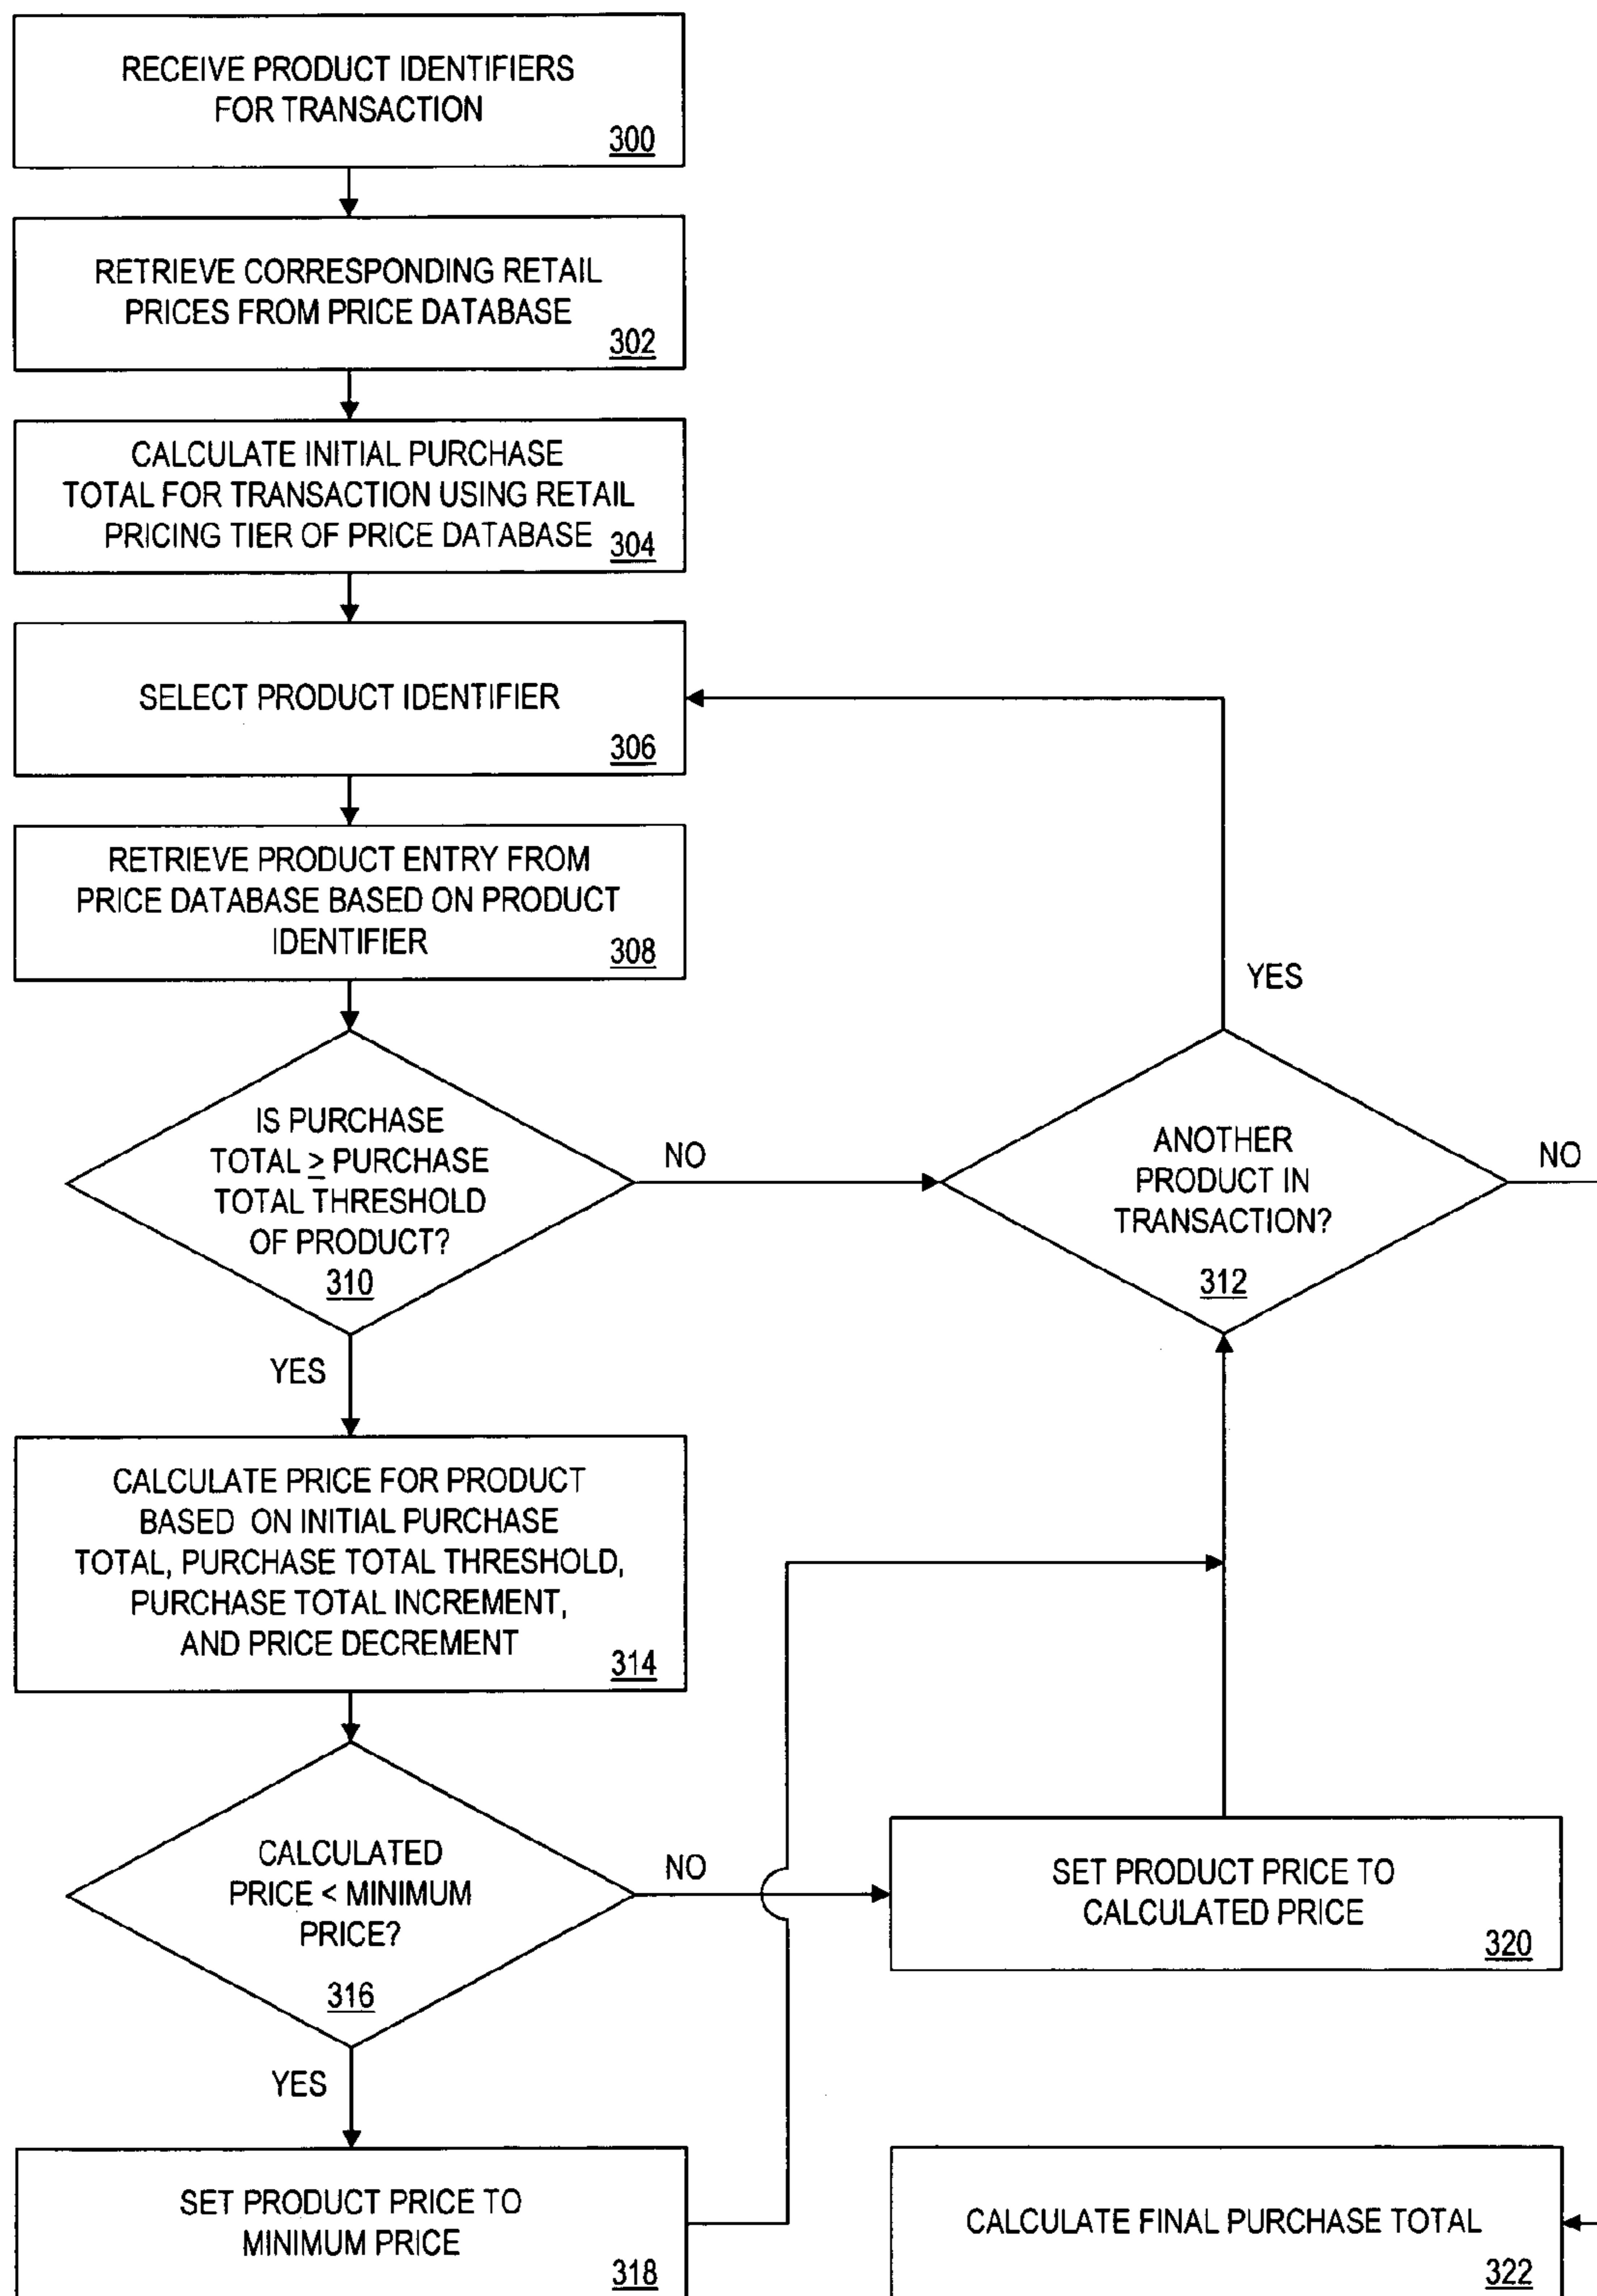 RECEIVE PRODUCT IDENTIFIERS
FOR TRANSACTION
300
RETRIEVE CORRESPONDING RETAIL
PRICES FROM PRICE DATABASE
302
CALCULATE INITIAL PURCHASE
TOTAL FOR TRANSACTION USING RETAIL
PRICING TIER OF PRICE DATABASE
304
SELECT PRODUCT IDENTIFIER
306
RETRIEVE PRODUCT ENTRY FROM
PRICE DATABASE BASED ON PRODUCT
IDENTIFIER
308
IS PURCHASE
TOTAL ≥ PURCHASE
TOTAL THRESHOLD
OF PRODUCT?
310
NO
YES
YES
ANOTHER
PRODUCT IN
TRANSACTION?
312
NO
CALCULATE PRICE FOR PRODUCT
BASED ON INITIAL PURCHASE
TOTAL, PURCHASE TOTAL THRESHOLD,
PURCHASE TOTAL INCREMENT,
AND PRICE DECREMENT
314
CALCULATED
PRICE < MINIMUM
PRICE?
316
NO
YES
SET PRODUCT PRICE TO
CALCULATED PRICE
320
SET PRODUCT PRICE TO
MINIMUM PRICE
318
CALCULATE FINAL PURCHASE TOTAL
322